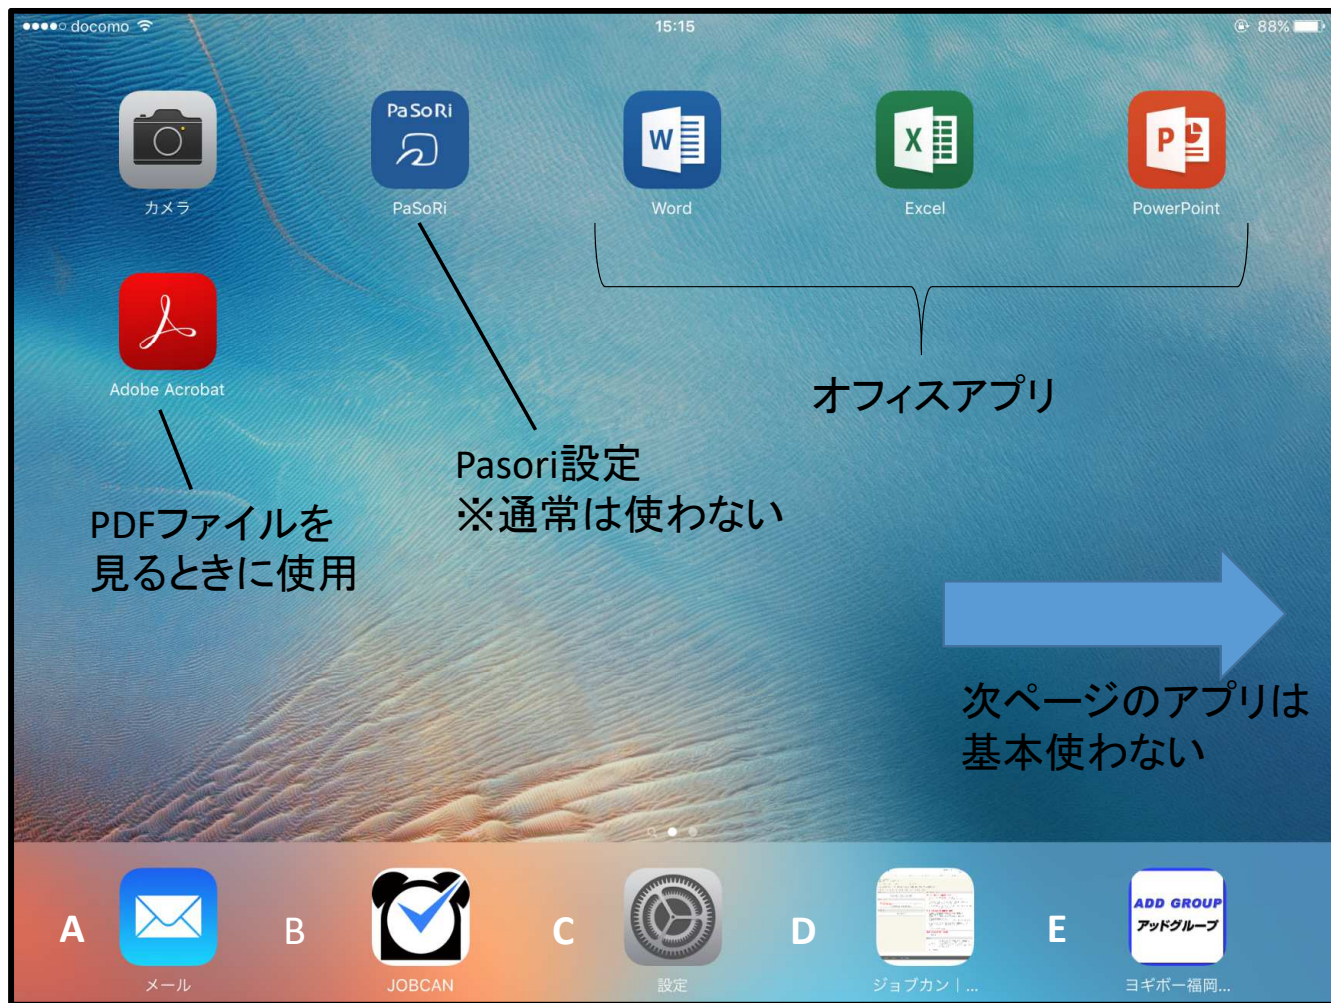 docomo
15:15
88%
PaSoRi
W
X
P
カメラ
PaSoRi
Word
Excel
PowerPoint
Adobe Acrobat
オフィスアプリ
Pasori設定
※通常は使わない
PDFファイルを
見るときに使用
次ページのアプリは
基本使わない
A
B
C
D
E
ADD GROUP
アッドグループ
メール
JOBCAN
設定
ジョブカン | ...
ヨギボー福岡...